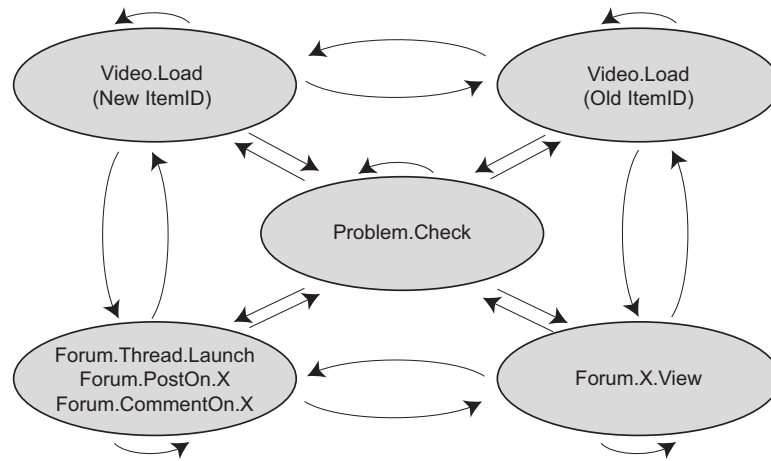 Video.Load
(New ItemID)
Video.Load
(Old ItemID)
Problem.Check
Forum.Thread.Launch
Forum.PostOn.X
Forum.CommentOn.X
Forum.X.View